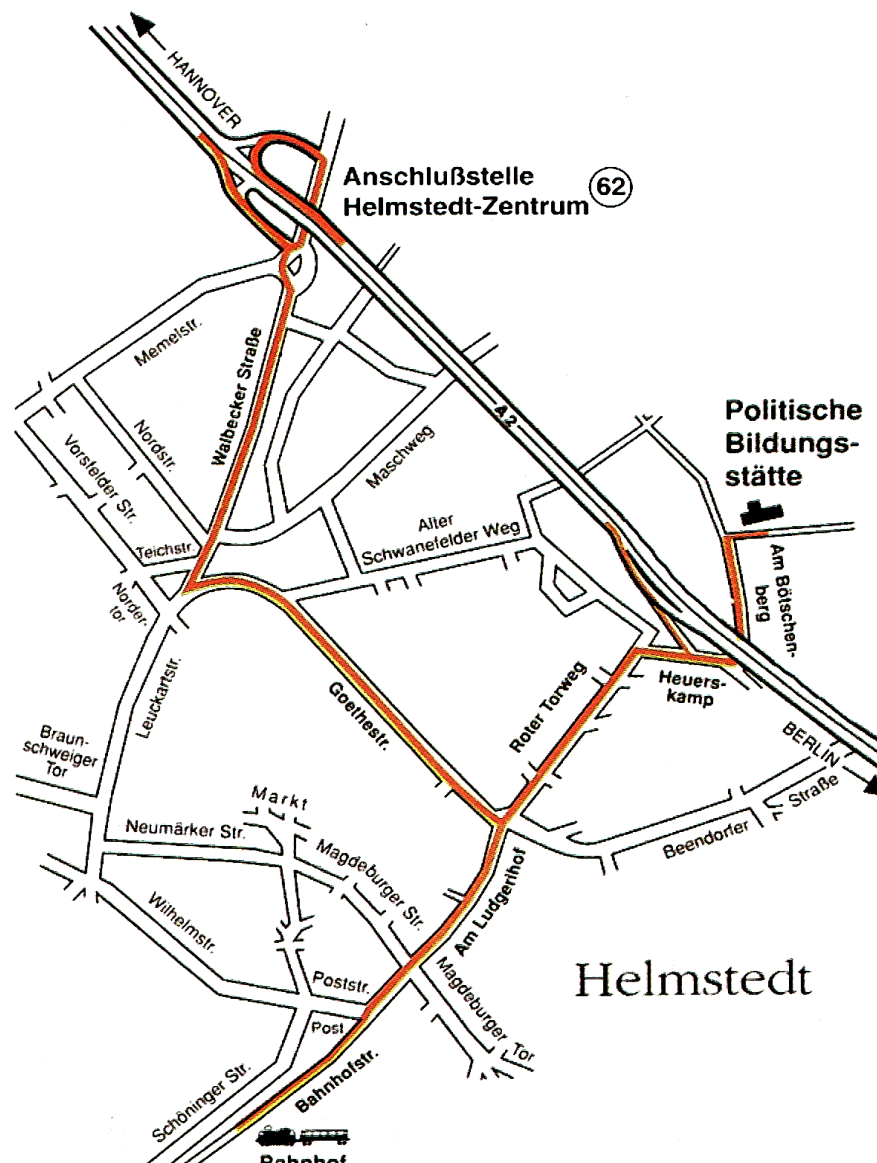 HANNOVER
Anschlußstelle
Helmstedt-Zentrum
62
Memelstr.
Walbecker Straße
Nordstr.
Vorsfelder Str.
Maschweg
A2
Politische
Bildungs-
stätte
Alter
Schwanefelder Weg
Teichstr.
Norder-
tor
Am Bötschen-
berg
Leuckartstr.
Goethestr.
Roter Torweg
Heuers-
kamp
Braun-
schweiger
Tor
BERLIN
Markt
Neumärker Str.
Magdeburger Str.
Beendorfer
Straße
Am Ludgerihof
Wilhelmstr.
Helmstedt
Poststr.
Post
Magdeburger
Tor
Bahnhofstr.
Schöninger Str.
Bahnhof